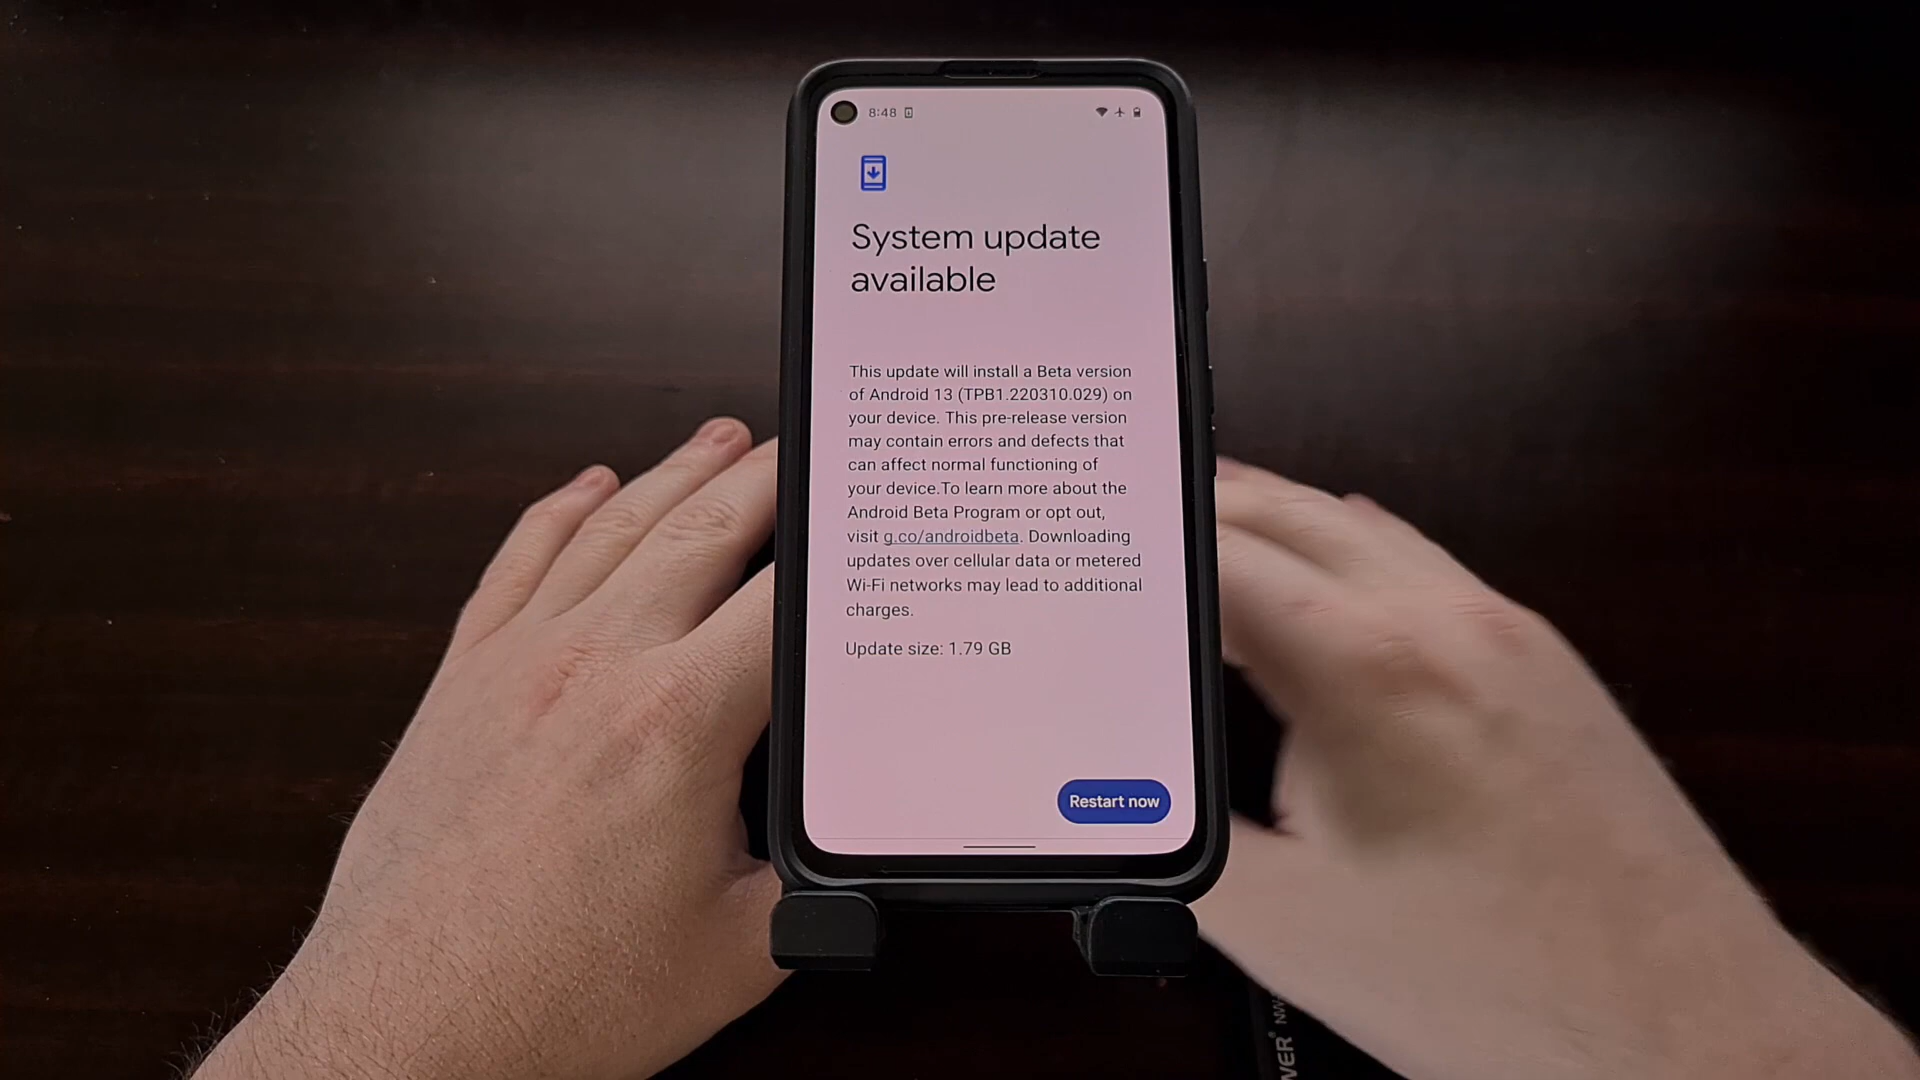 8:48
System update
available
This update will install a Beta version
of Android 13 (TPB1.220310.029) on
your device. This pre-release version
may contain errors and defects that
can affect normal functioning of
your device.To learn more about the
Android Beta Program or opt out,
visit g.co/androidbeta. Downloading
updates over cellular data or metered
Wi-Fi networks may lead to additional
charges.
Update size: 1.79 GB
Restart now